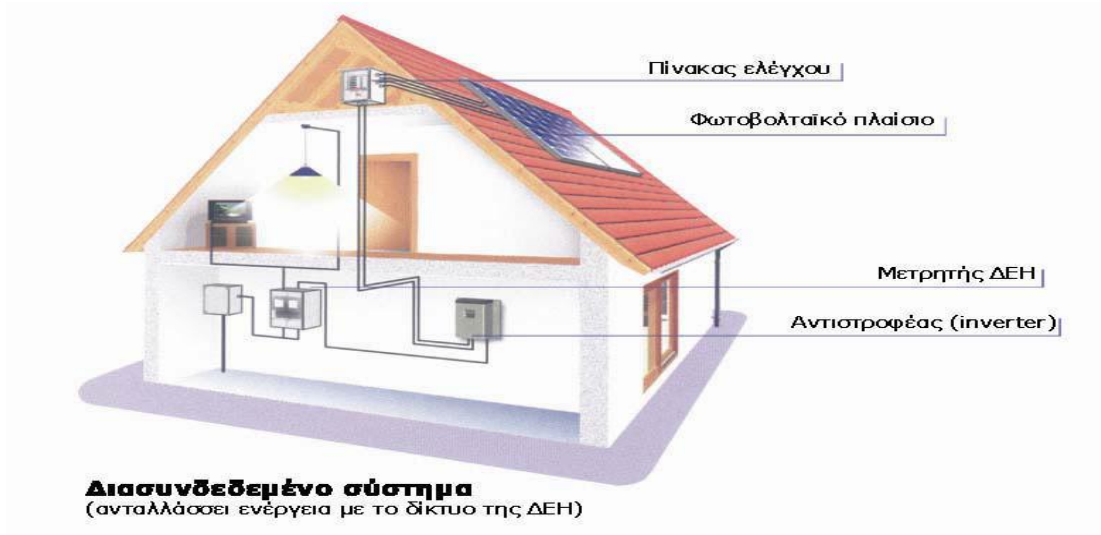 Πίνακας ελέγχου
Φωτοβολταϊκό πλαίσιο
Μετρητής ΔΕΗ
Αντιστροφέας (inverter)
Διασυνδεδεμένο σύστημα
(ανταλλάσσει ενέργεια με το δίκτυο της ΔΕΗ)